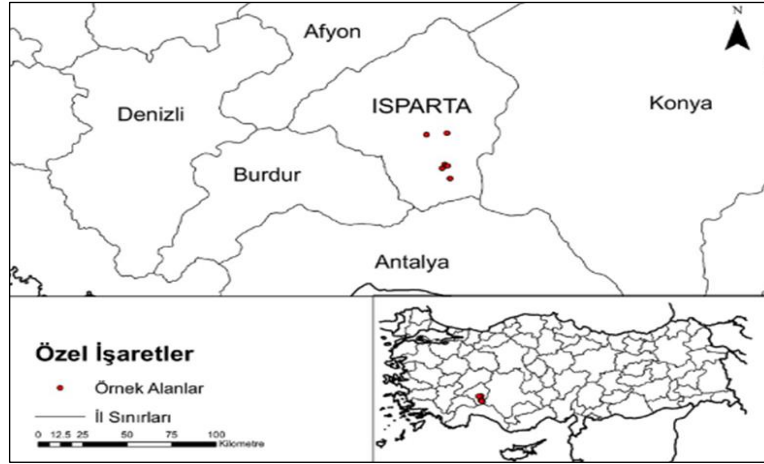 N
Afyon
ISPARTA
Konya
Denizli
Burdur
Antalya
Özel İşaretler
Örnek Alanlar
İl Sınırları
0 12.5 25 50 75 100
Kilometre